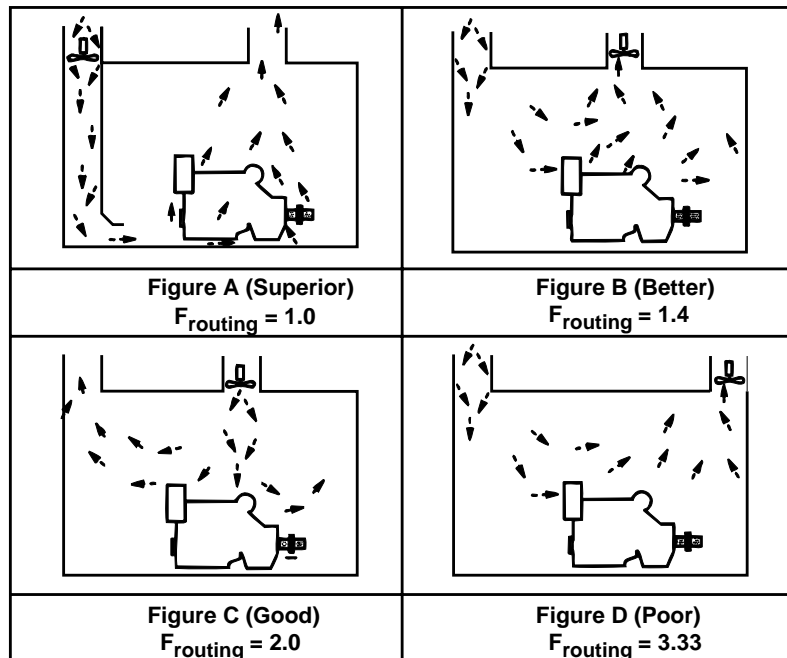 Figure A (Superior)
Frouting = 1.0
Figure B (Better)
Frouting = 1.4
Figure C (Good)
Frouting = 2.0
Figure D (Poor)
Frouting = 3.33